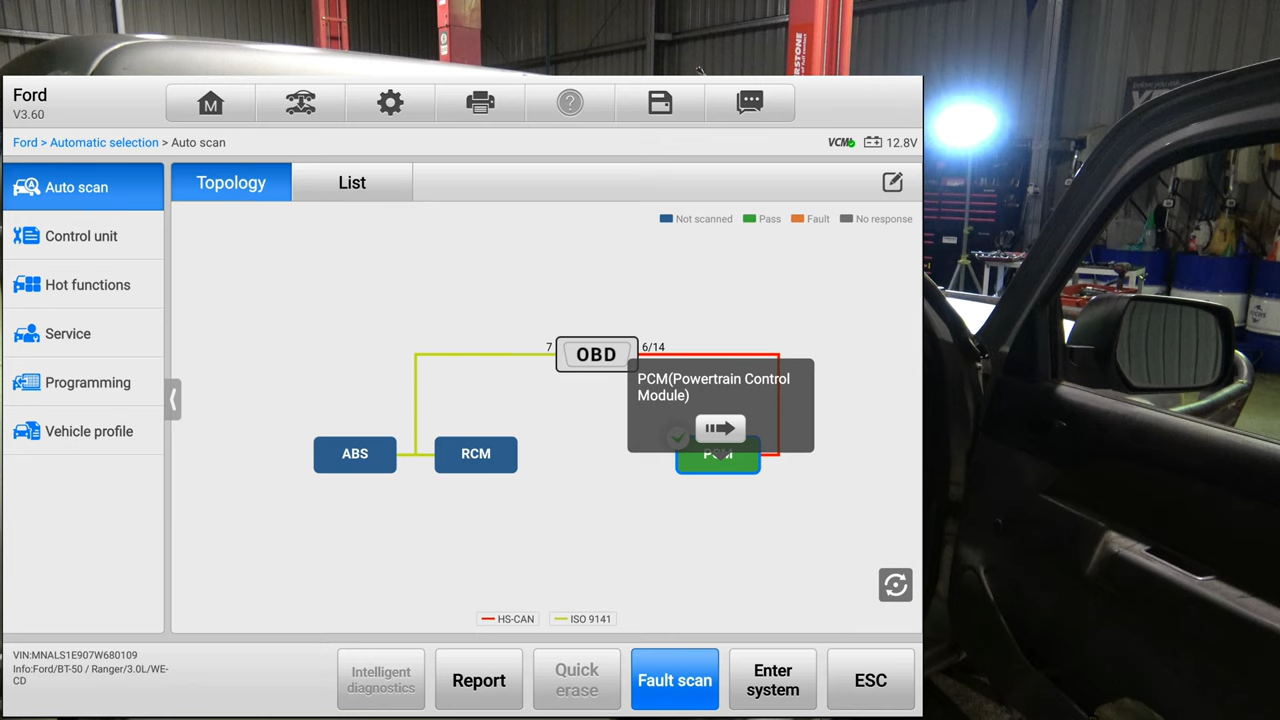 Ford
V3.60
M
?
Ford > Automatic selection > Auto scan
VCMI
12.8V
Auto scan
Control unit
Hot functions
Service
Programming
Vehicle profile
Topology
List
Not scanned
Pass
Fault
No response
7
OBD
6/14
PCM(Powertrain Control
Module)
ABS
RCM
PCM
HS-CAN
ISO 9141
VIN:MNALS1E907W680109
Info:Ford/BT-50 / Ranger/3.0L/WE-
CD
Intelligent
diagnostics
Report
Quick
erase
Fault scan
Enter
system
ESC